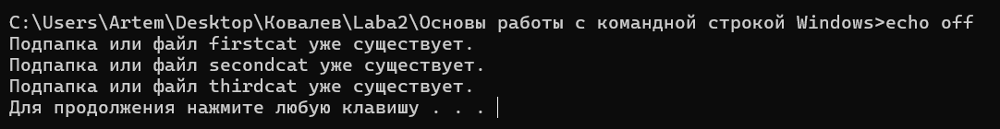 C:\Users\Artem\Desktop\Ковалев\Laba2\Основы работы с командной строкой Windows>echo off
Подпапка или файл firstcat уже существует.
Подпапка или файл secondcat уже существует.
Подпапка или файл thirdcat уже существует.
Для продолжения нажмите любую клавишу . . .